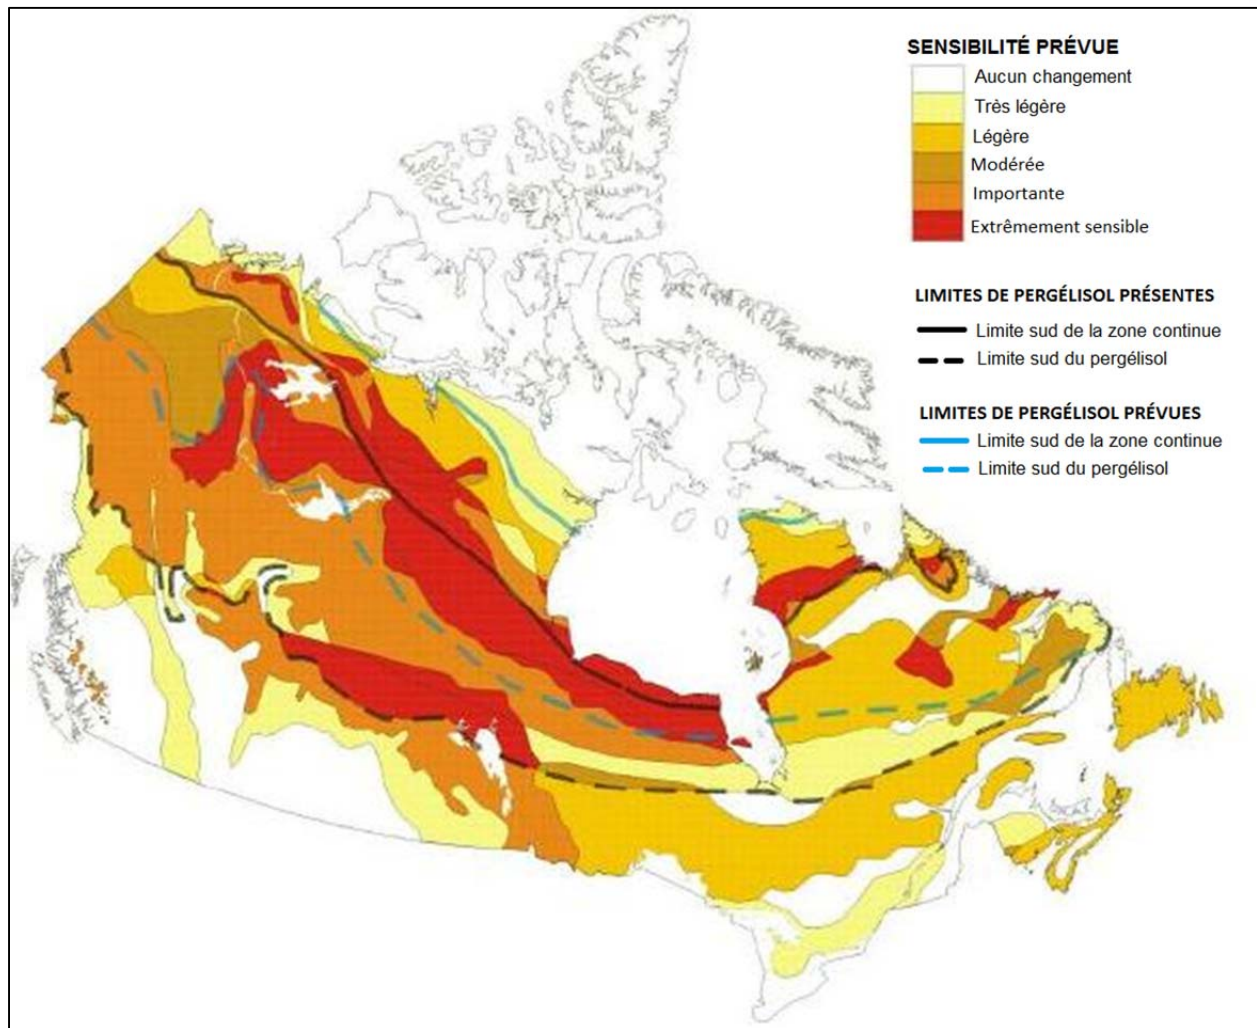 SENSIBILITÉ PRÉVUE
Aucun changement
Très légère
Légère
Modérée
Importante
Extrêmement sensible
LIMITES DE PERGÉLISOL PRÉSENTES
Limite sud de la zone continue
Limite sud du pergélisol
LIMITES DE PERGÉLISOL PRÉVUES
Limite sud de la zone continue
Limite sud du pergélisol